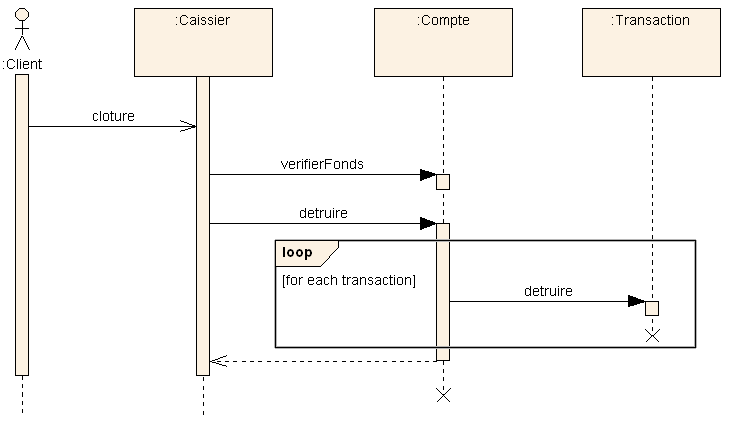 :Client
:Caissier
:Compte
:Transaction
cloture
verifierFonds
detruire
loop
[for each transaction]
detruire